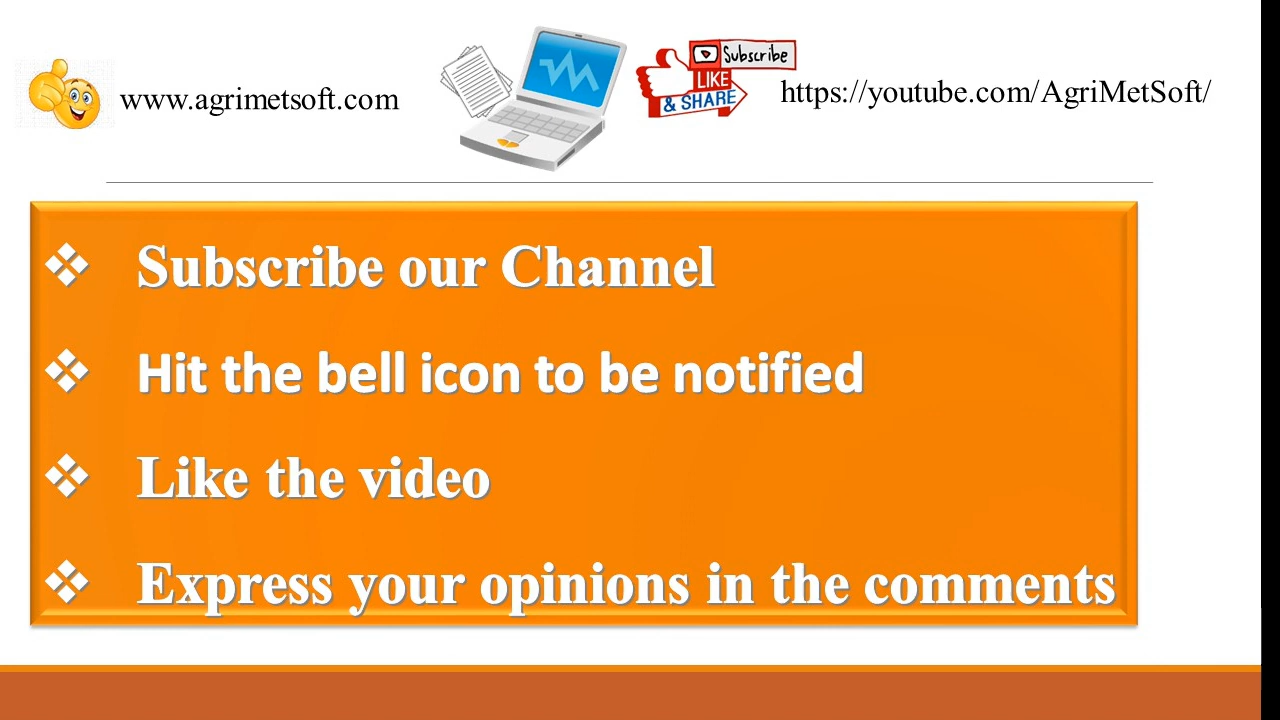 www.agrimetsoft.com
Subscribe
LIKE
& SHARE
https://youtube.com/AgriMetSoft/
❖ Subscribe our Channel
❖ Hit the bell icon to be notified
❖ Like the video
❖ Express your opinions in the comments